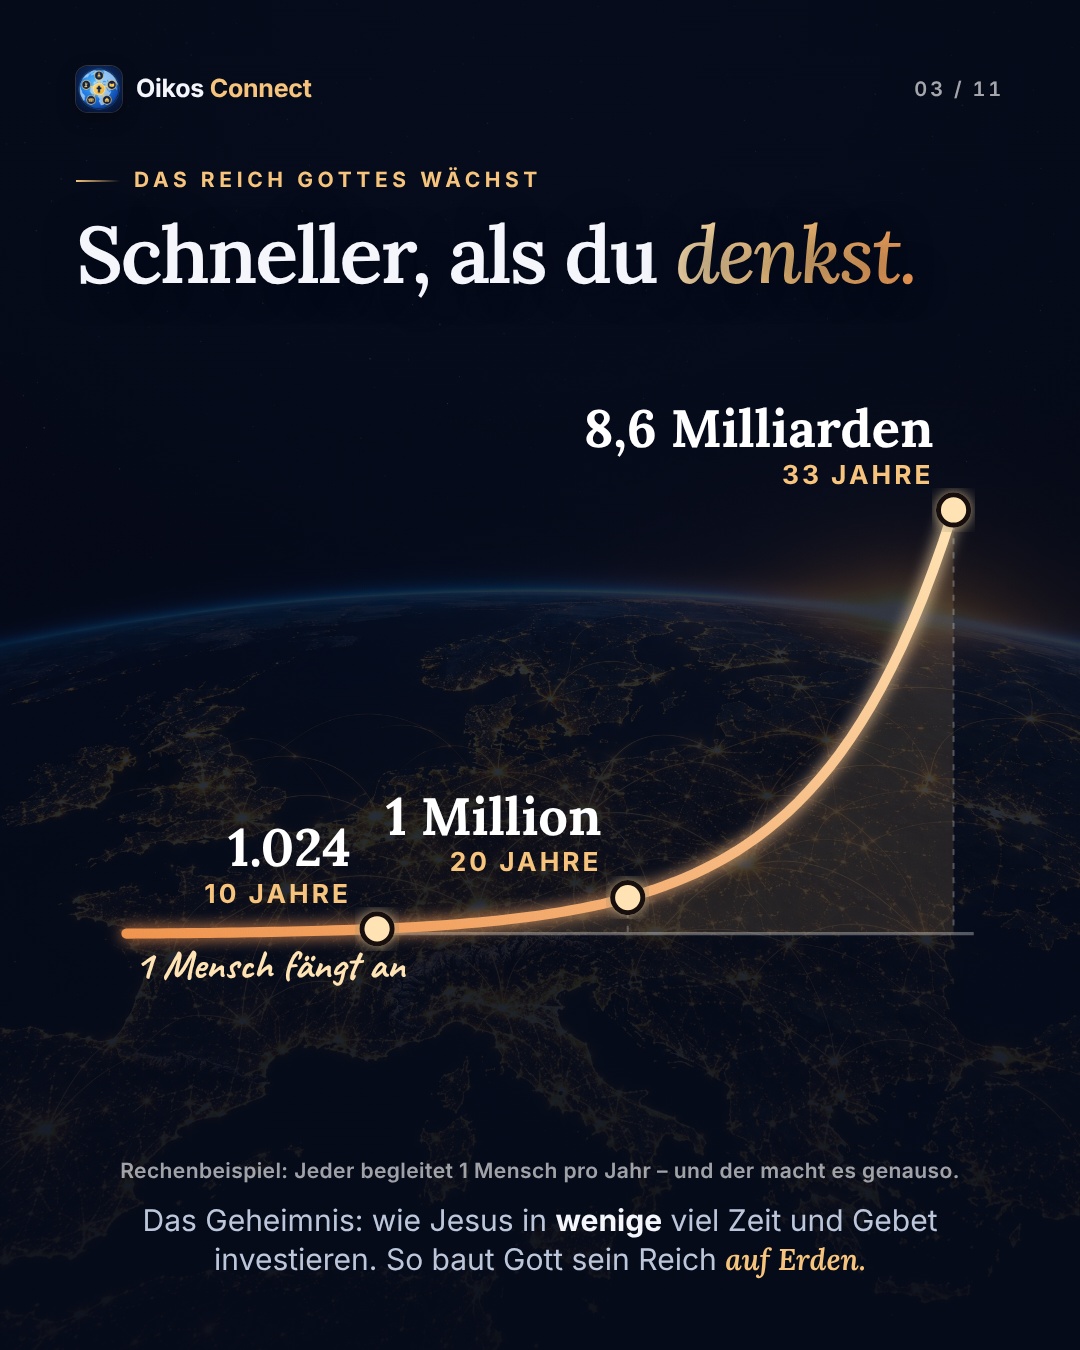 Oikos Connect
03 / 11
DAS REICH GOTTES WÄCHST
Schneller, als du denkst.
8,6 Milliarden
33 JAHRE
1 Million
20 JAHRE
1.024
10 JAHRE
1 Mensch fängt an
Rechenbeispiel: Jeder begleitet 1 Mensch pro Jahr – und der macht es genauso.
Das Geheimnis: wie Jesus in wenige viel Zeit und Gebet
investieren. So baut Gott sein Reich auf Erden.